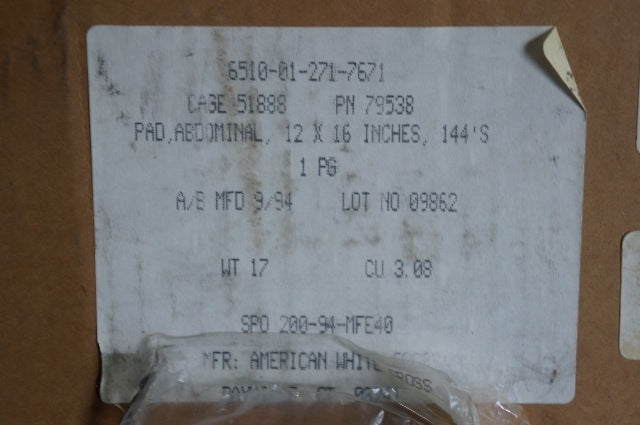 6510-01-271-7671
CAGE 51888 PN 79538
PAD,ABDOMINAL, 12 X 16 INCHES, 144'S
1 PG
A/B MFD 9/94 LOT NO 09862
WT 17 CU 3.08
SPO 200-94-MFE40
MFR: AMERICAN WHITE